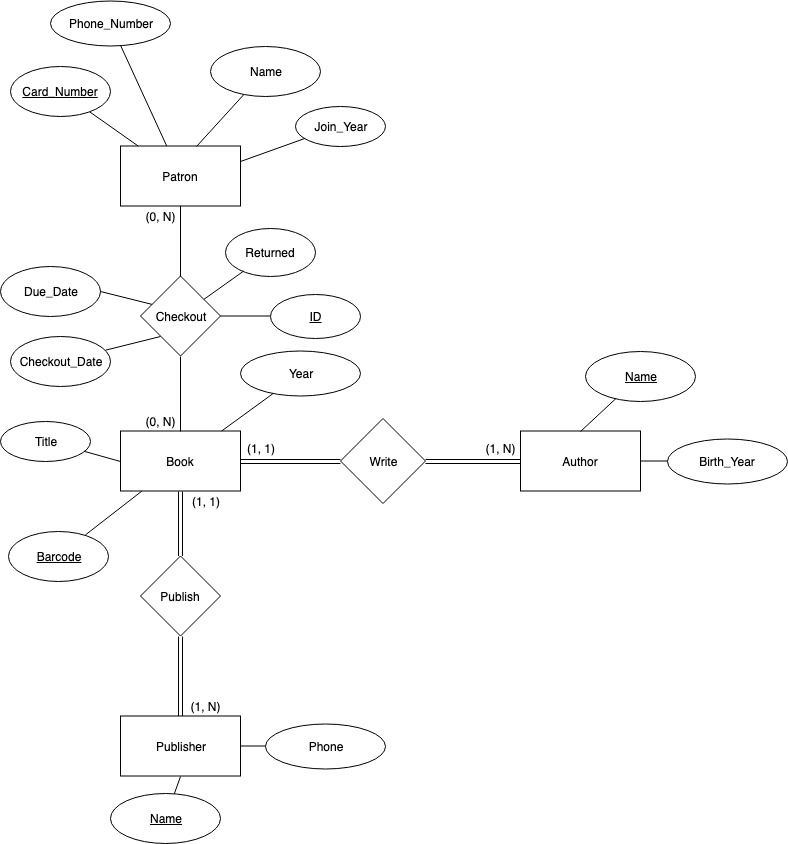 Phone_Number
Name
Card_Number
Join_Year
Patron
(0, N)
Returned
Due_Date
Checkout
ID
Checkout_Date
Year
Name
(0, N)
Title
(1, 1)
(1, N)
Book
Write
Author
Birth_Year
(1, 1)
Barcode
Publish
(1, N)
Publisher
Phone
Name